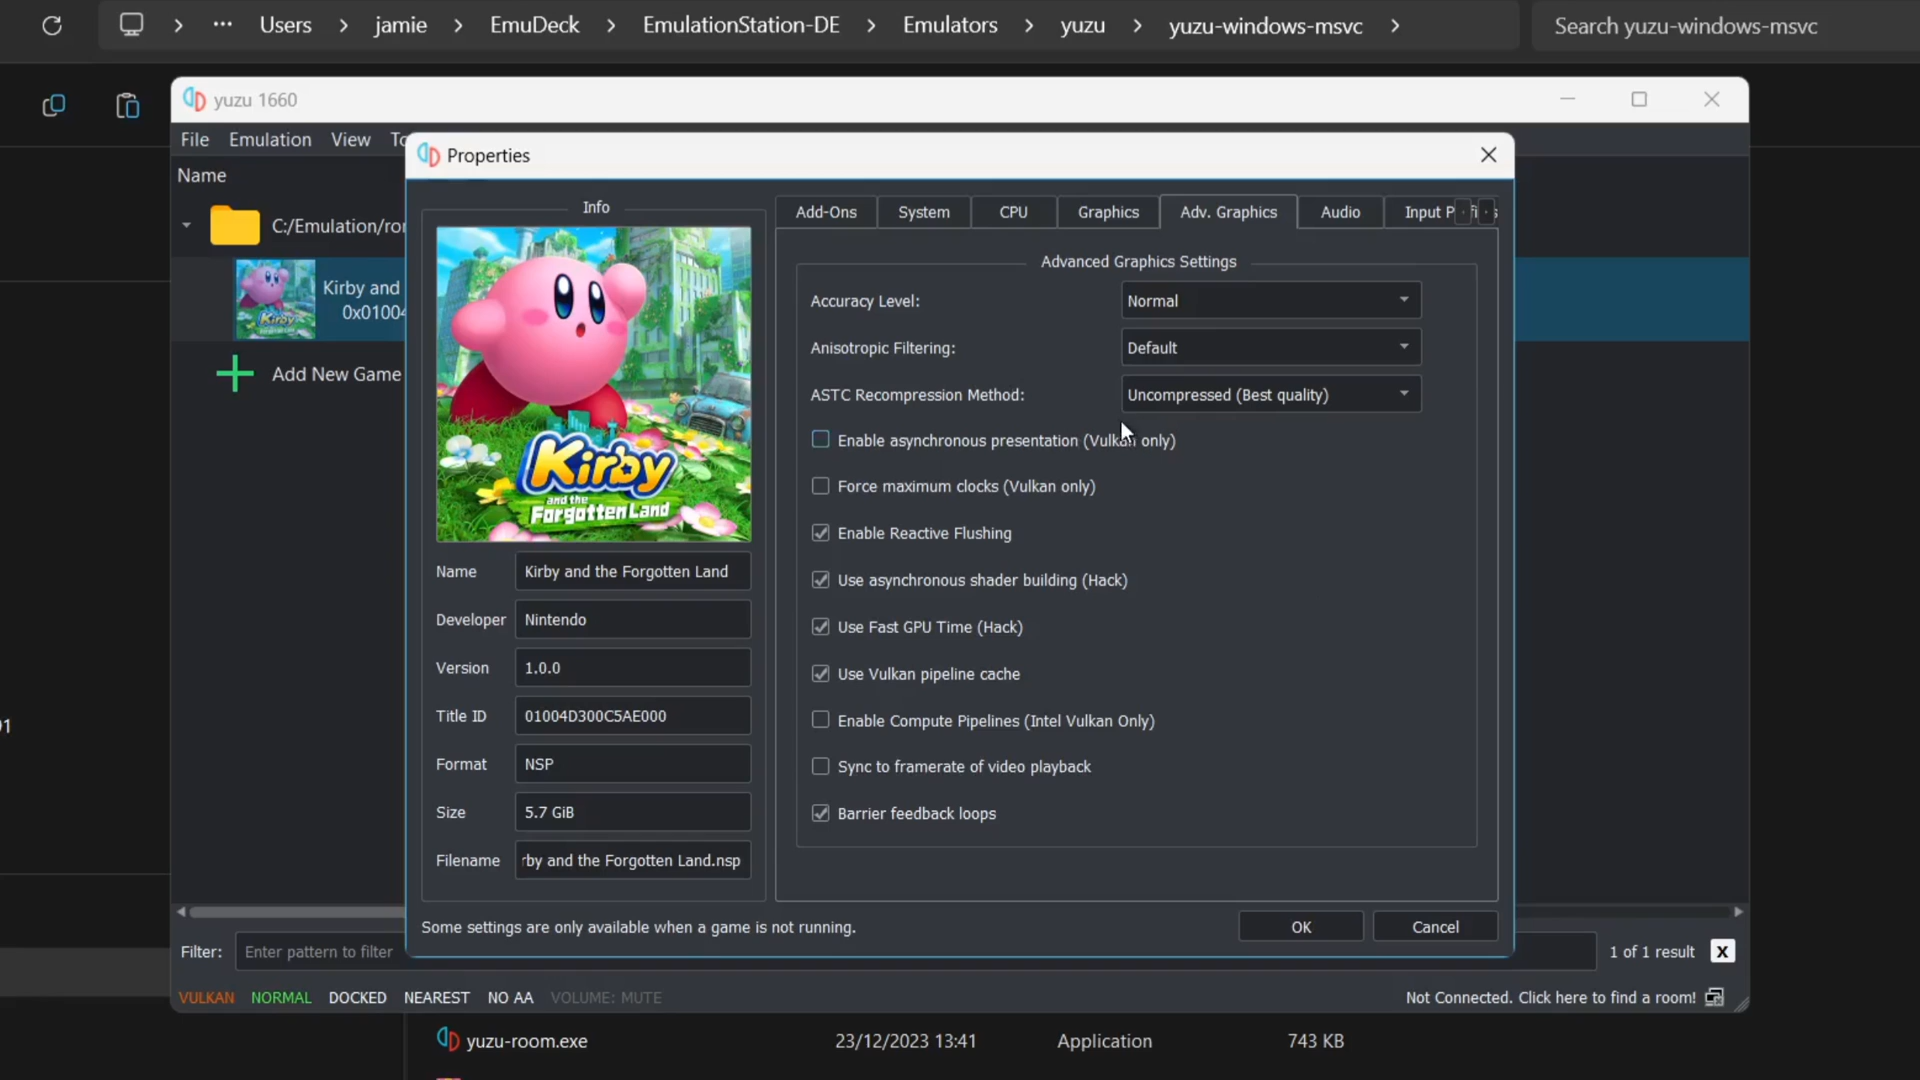 … Users jamie EmuDeck EmulationStation-DE Emulators yuzu yuzu-windows-msvc Search yuzu-windows-msvc
yuzu 1660
File Emulation View
Properties
Name
C:/Emulation/ror
Kirby and
0x01004
Add New Game
Info
Kirby
and the
Forgotten Land
Name Kirby and the Forgotten Land
Developer Nintendo
Version 1.0.0
Title ID 01004D300C5AE000
Format NSP
Size 5.7 GiB
Filename rby and the Forgotten Land.nsp
Add-Ons System CPU Graphics Adv. Graphics Audio Input
Advanced Graphics Settings
Accuracy Level: Normal
Anisotropic Filtering: Default
ASTC Recompression Method: Uncompressed (Best quality)
Enable asynchronous presentation (Vulkan only)
Force maximum clocks (Vulkan only)
Enable Reactive Flushing
Use asynchronous shader building (Hack)
Use Fast GPU Time (Hack)
Use Vulkan pipeline cache
Enable Compute Pipelines (Intel Vulkan Only)
Sync to framerate of video playback
Barrier feedback loops
Some settings are only available when a game is not running. OK Cancel
Filter: Enter pattern to filter 1 of 1 result X
VULKAN NORMAL DOCKED NEAREST NO AA VOLUME: MUTE Not Connected. Click here to find a room!
yuzu-room.exe 23/12/2023 13:41 Application 743 KB